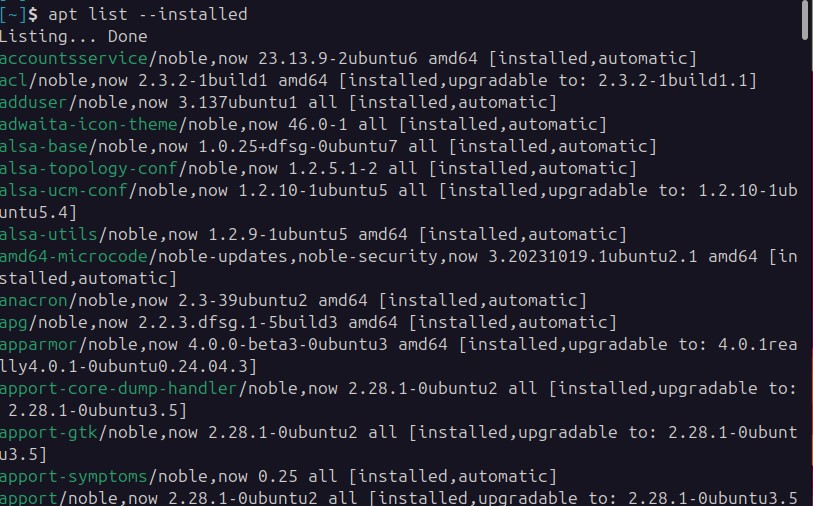 [~]$ apt list --installed
Listing... Done
accountsservice/noble,now 23.13.9-2ubuntu6 amd64 [installed,automatic]
acl/noble,now 2.3.2-1build1 amd64 [installed,upgradable to: 2.3.2-1build1.1]
adduser/noble,now 3.137ubuntu1 all [installed,automatic]
adwaita-icon-theme/noble,now 46.0-1 all [installed,automatic]
alsa-base/noble,now 1.0.25+dfsg-0ubuntu7 all [installed,automatic]
alsa-topology-conf/noble,now 1.2.5.1-2 all [installed,automatic]
alsa-ucm-conf/noble,now 1.2.10-1ubuntu5 all [installed,upgradable to: 1.2.10-1ub
untu5.4]
alsa-utils/noble,now 1.2.9-1ubuntu5 amd64 [installed,automatic]
amd64-microcode/noble-updates,noble-security,now 3.20231019.1ubuntu2.1 amd64 [in
stalled,automatic]
anacron/noble,now 2.3-39ubuntu2 amd64 [installed,automatic]
apg/noble,now 2.2.3.dfsg.1-5build3 amd64 [installed,automatic]
apparmor/noble,now 4.0.0-beta3-0ubuntu3 amd64 [installed,upgradable to: 4.0.1rea
lly4.0.1-0ubuntu0.24.04.3]
apport-core-dump-handler/noble,now 2.28.1-0ubuntu2 all [installed,upgradable to:
 2.28.1-0ubuntu3.5]
apport-gtk/noble,now 2.28.1-0ubuntu2 all [installed,upgradable to: 2.28.1-0ubunt
u3.5]
apport-symptoms/noble,now 0.25 all [installed,automatic]
apport/noble,now 2.28.1-0ubuntu2 all [installed,upgradable to: 2.28.1-0ubuntu3.5